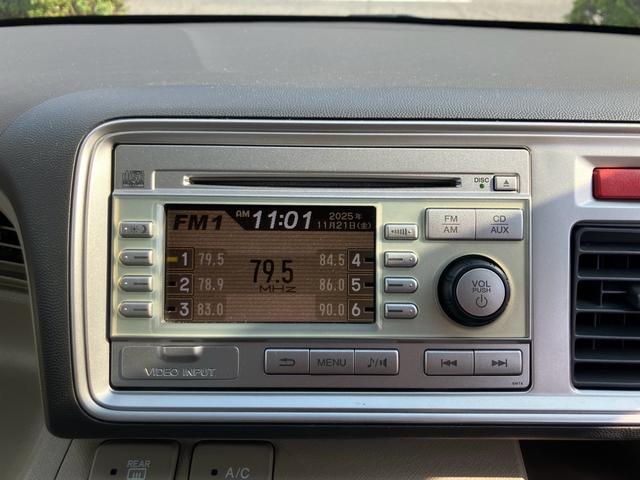 DISC
FM1 AM 11:01 2025年
11月21日(金)
FM
AM
CD
AUX
1 79.5
2 78.9
3 83.0
79.5
MHz
84.5 4
86.0 5
90.0 6
VOL
PUSH
VIDEO INPUT
MENU
REAR
A/C